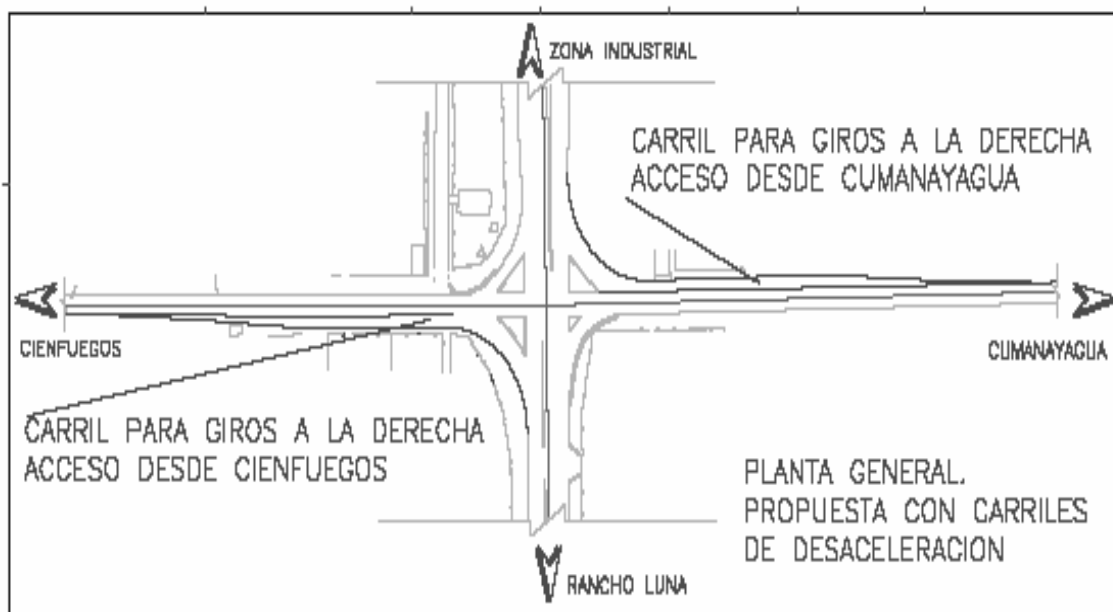 ZONA INDUSTRIAL
CARRIL PARA GIROS A LA DERECHA
ACCESO DESDE CUMANAYAGUA
CIENFUEGOS
CUMANAYAGUA
CARRIL PARA GIROS A LA DERECHA
ACCESO DESDE CIENFUEGOS
PLANTA GENERAL.
PROPUESTA CON CARRILES
DE DESACELERACION
RANCHO LUNA